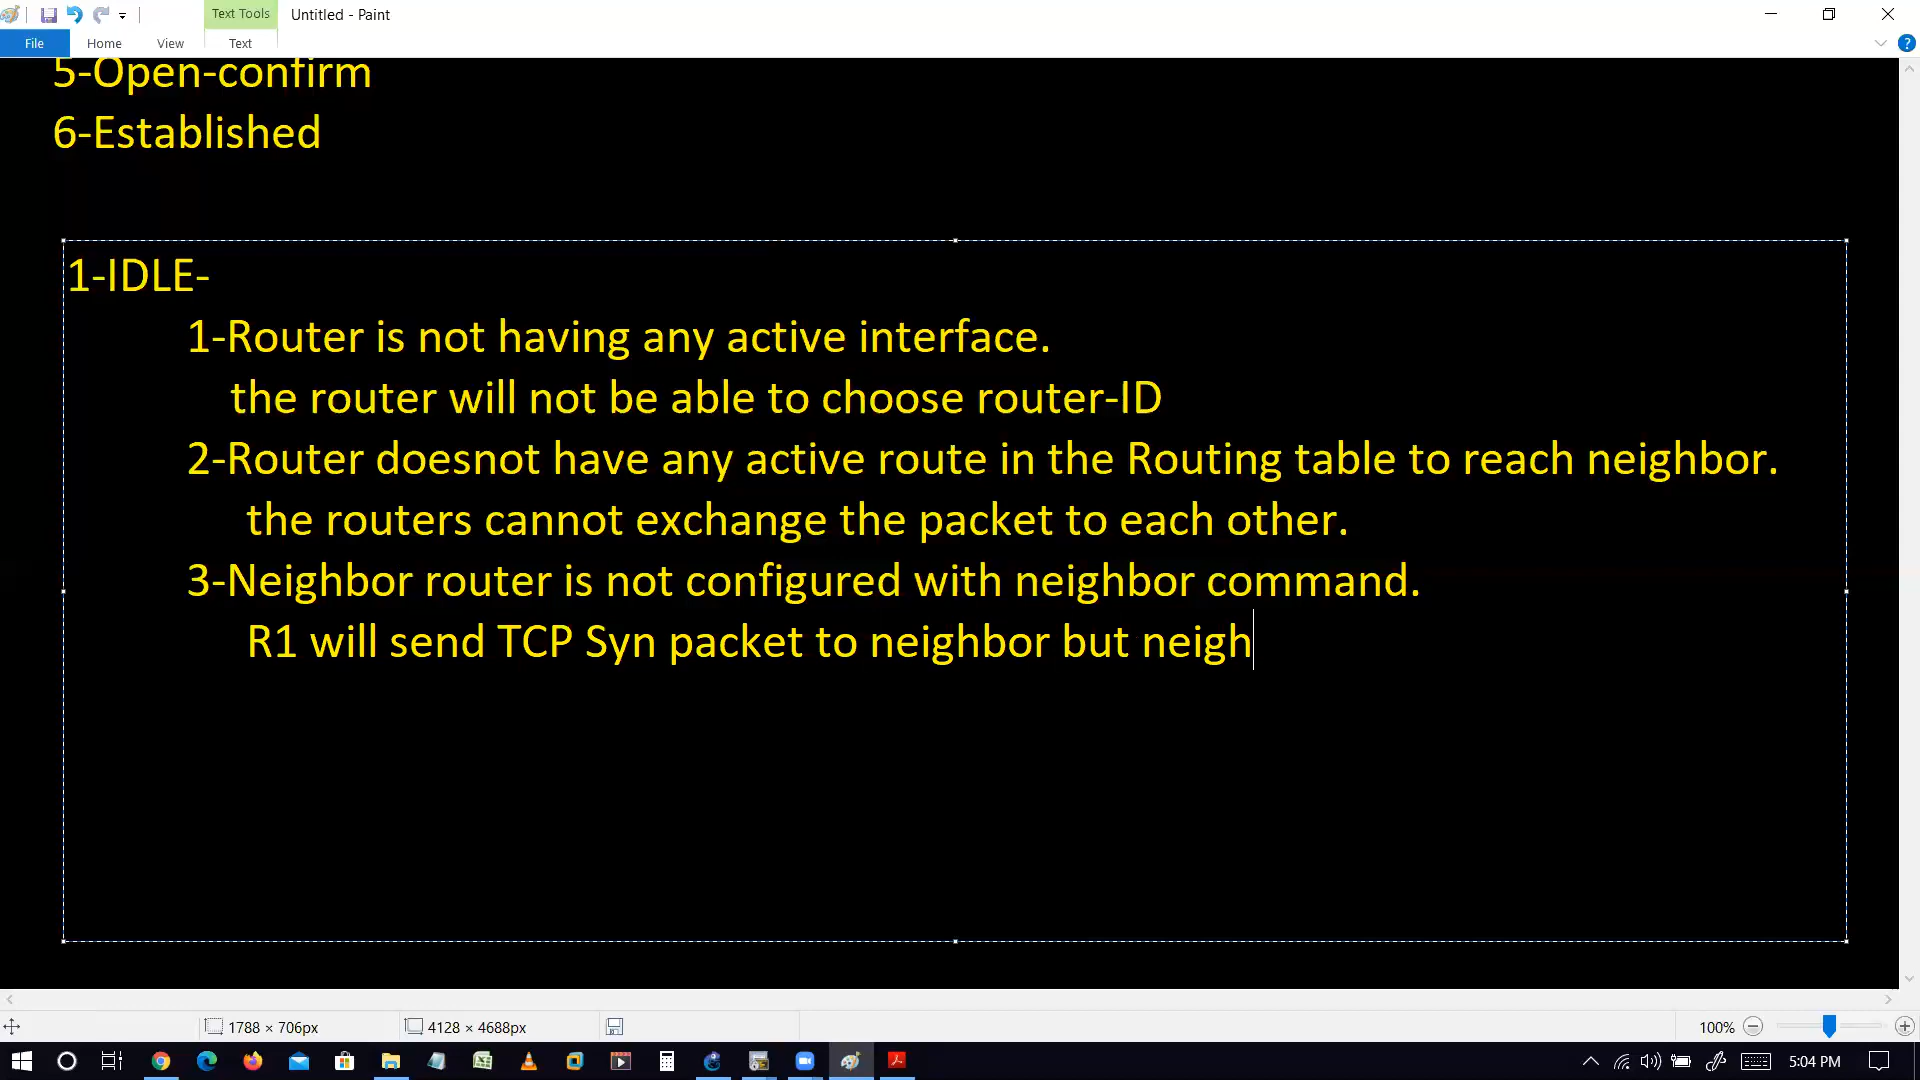 Text Tools
Untitled - Paint
File
Home
View
Text
5-Open-confirm
6-Established
1-IDLE-
1-Router is not having any active interface.
the router will not be able to choose router-ID
2-Router doesnot have any active route in the Routing table to reach neighbor.
the routers cannot exchange the packet to each other.
3-Neighbor router is not configured with neighbor command.
R1 will send TCP Syn packet to neighbor but neigh
1788 × 706px
4128 × 4688px
100%
5:04 PM